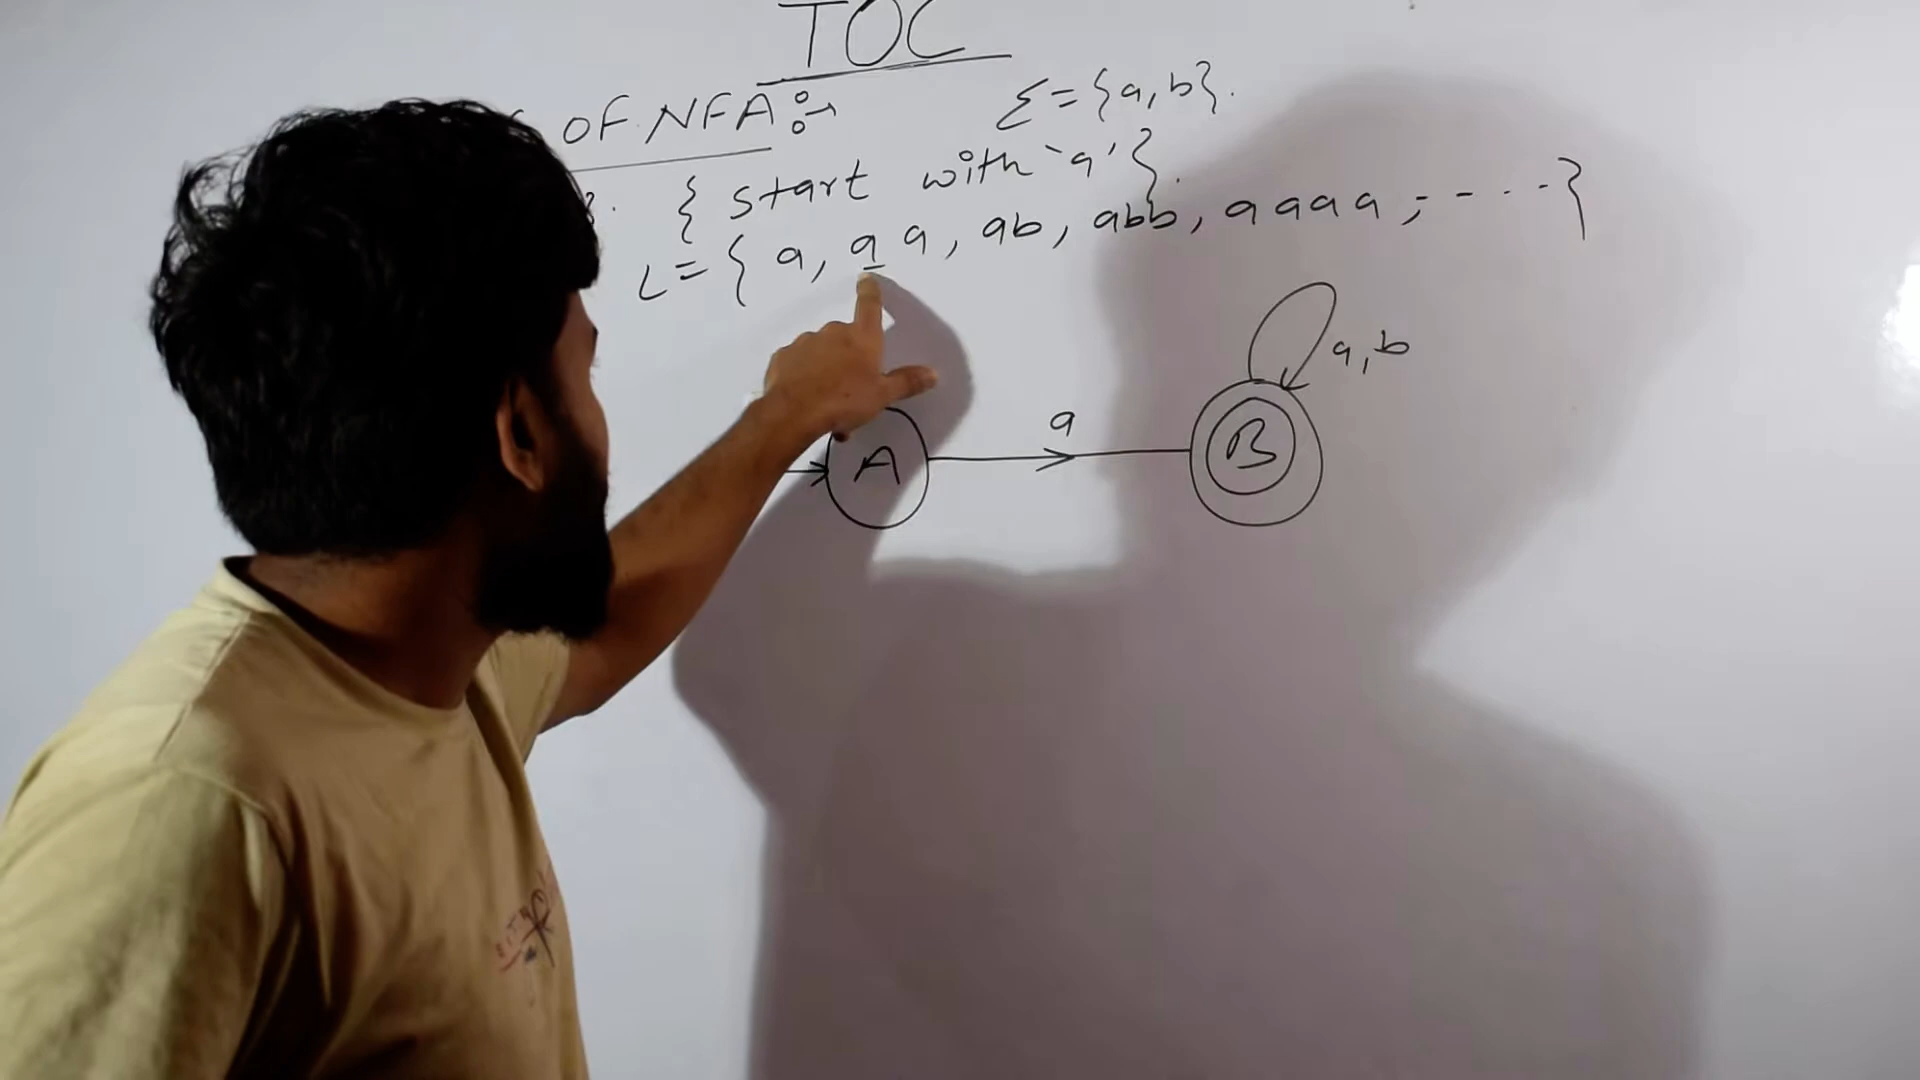 TOC
OF NFA:→
Σ={a,b}.
{ start with `a' }.
L = { a, aa, ab, abb, aaaa, - - - - }
a,b
a
A
B